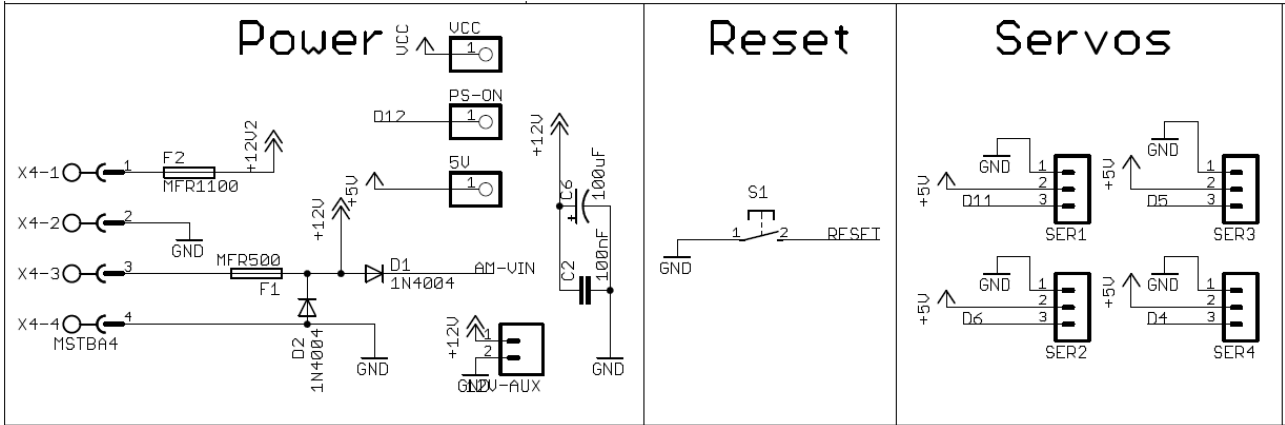 Power
VCC
VCC
1
PS-ON
D12
1
5V
+5V
1
X4-1
1
F2
MFR1100
+12V2
X4-2
2
GND
X4-3
3
MFR500
F1
+12V
D1
1N4004
AM-VIN
X4-4
4
MSTBA4
D2
1N4004
GND
+12V
1
2
GND
12V-AUX
+12V
C6
100uF
+
C2
100nF
GND
Reset
S1
1
2
RESET
GND
Servos
GND
+5V
D11
1
2
3
SER1
GND
+5V
D5
1
2
3
SER3
GND
+5V
D6
1
2
3
SER2
GND
+5V
D4
1
2
3
SER4